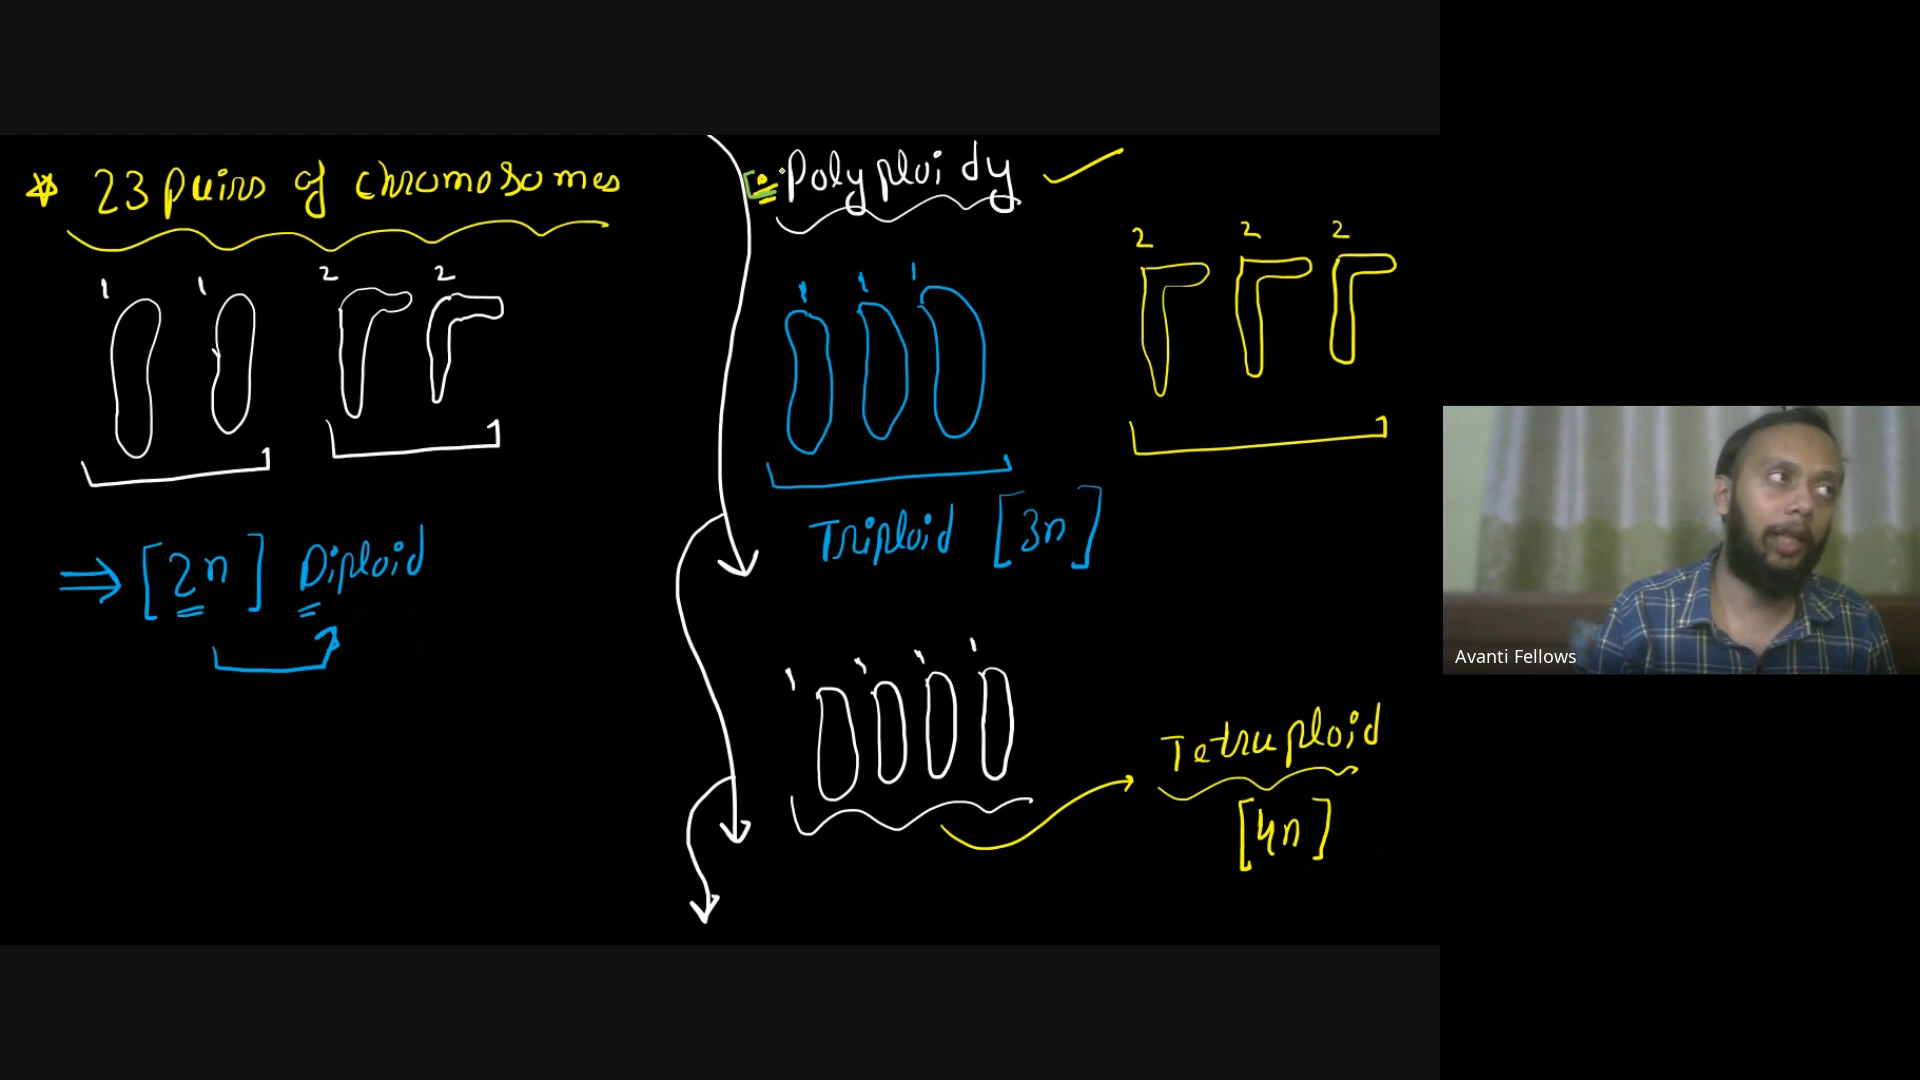 * 23 pairs of chromosomes
1 1 2 2
⇒ [2n] Diploid
Polyploidy ✓
1 1 1
2 2 2
Triploid [3n]
1 1 1 1
Tetraploid
[4n]
Avanti Fellows